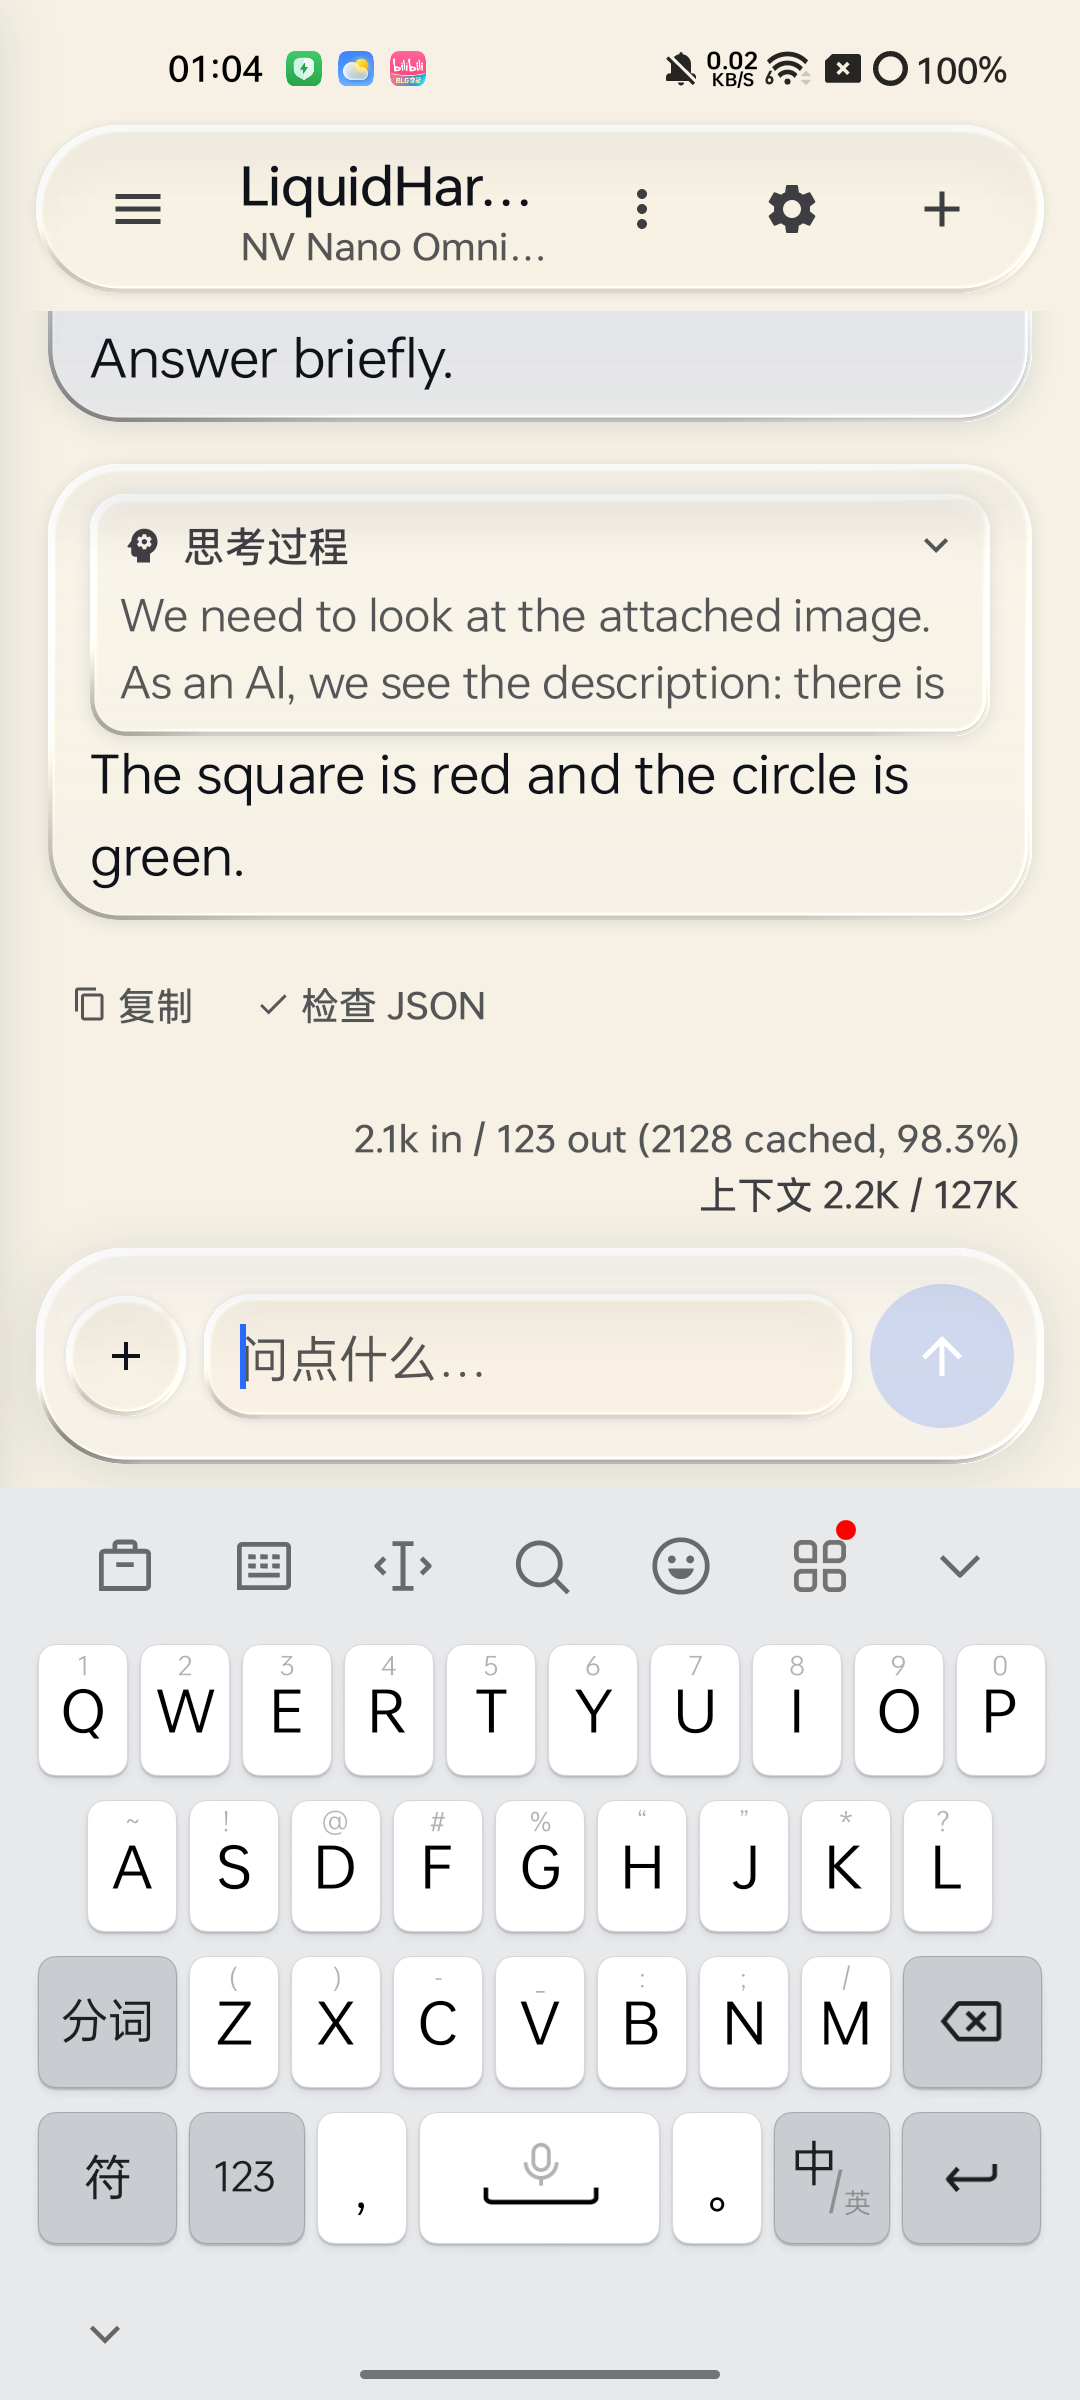 01:04
0.02
KB/S
100%
LiquidHar...
NV Nano Omni...
Answer briefly.
思考过程
We need to look at the attached image.
As an AI, we see the description: there is
The square is red and the circle is
green.
复制 检查 JSON
2.1k in / 123 out (2128 cached, 98.3%)
上下文 2.2K / 127K
问点什么...
1 2 3 4 5 6 7 8 9 0
Q W E R T Y U I O P
~ ! @ # % “ ” * ?
A S D F G H J K L
( ) - _ : ; /
分词 Z X C V B N M
符 123 , 。 中/英